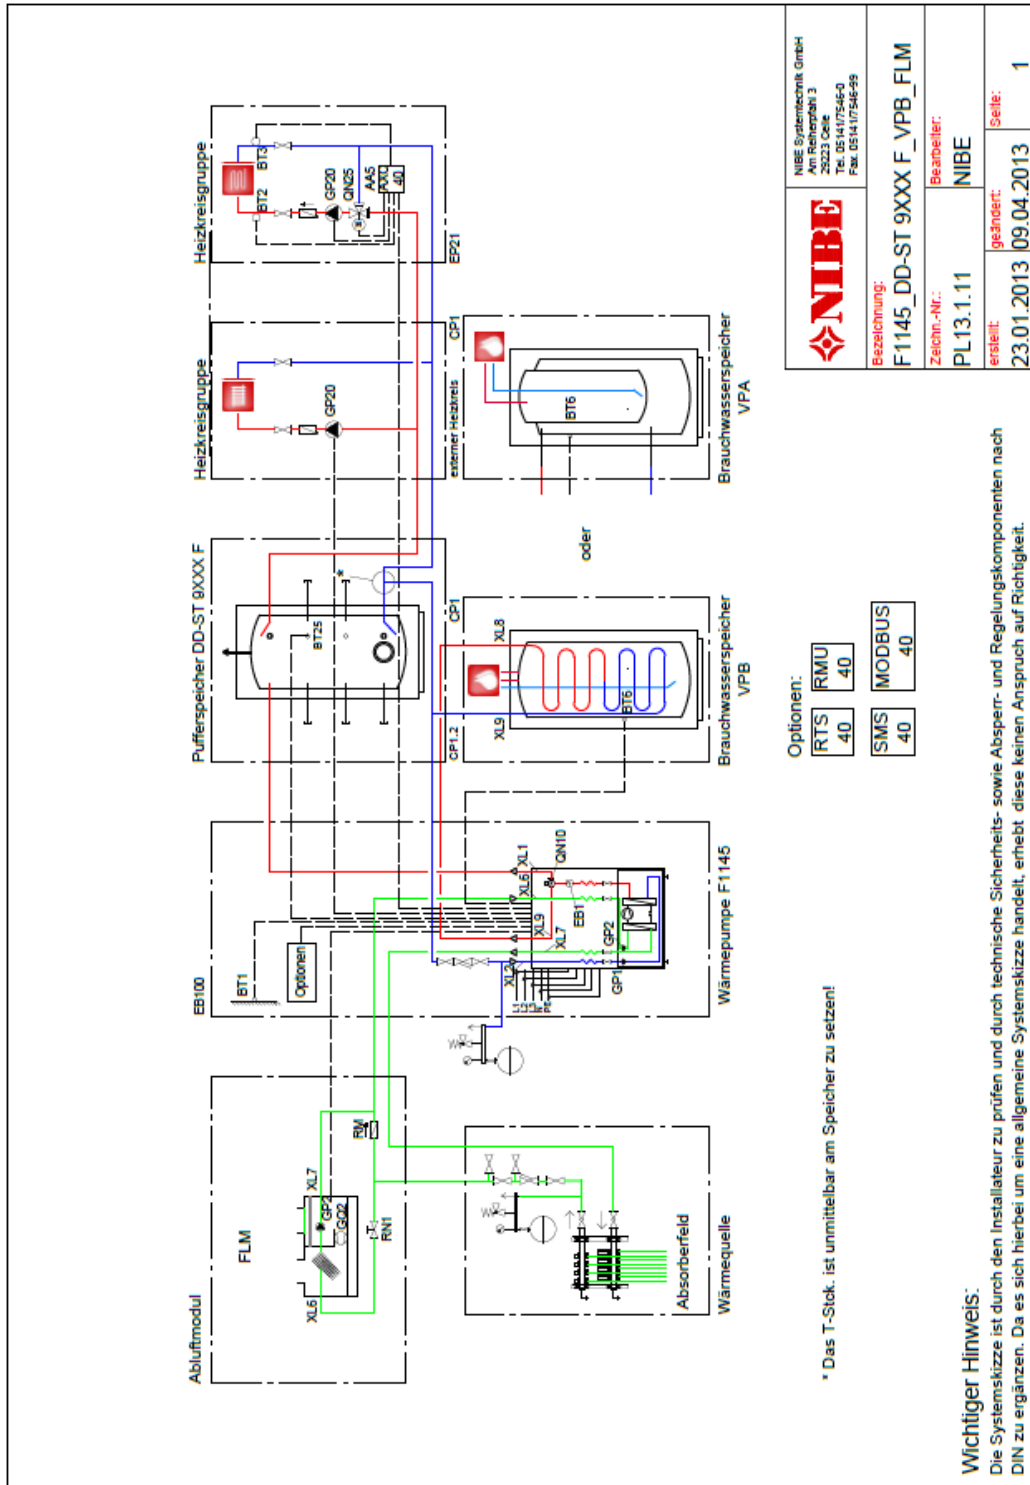 Abluftmodul
FLM
XL6
XL7
GP2
GQ2
RN1
RM
Wärmequelle
Absorberfeld
EB100
BT1
Optionen
L1
L2
L3
N
PE
XL2
XL9
XL7
XL6
XL1
QN10
EB1
GP2
GP1
Wärmepumpe F1145
Pufferspeicher DD-ST 9XXX F
BT25
*
CP1.2
CP1
XL9
XL8
BT6
Brauchwasserspeicher
VPB
oder
Heizkreisgruppe
GP20
externer Heizkreis
CP1
BT6
Brauchwasserspeicher
VPA
Heizkreisgruppe
BT2
BT3
GP20
QN25
AA5
AXC
40
EP21
* Das T-Stck. ist unmittelbar am Speicher zu setzen!
Optionen:
RTS
40
RMU
40
SMS
40
MODBUS
40
NIBE
NIBE Systemtechnik GmbH
Am Reiherpfahl 3
29223 Celle
Tel. 05141/7546-0
Fax. 05141/7546-99
Bezeichnung:
F1145_DD-ST 9XXX F_VPB_FLM
Zeichn.-Nr.:
PL13.1.11
Bearbeiter:
NIBE
erstellt:
23.01.2013
geändert:
09.04.2013
Seite:
1
Wichtiger Hinweis:
Die Systemskizze ist durch den Installateur zu prüfen und durch technische Sicherheits- sowie Absperr- und Regelungskomponenten nach
DIN zu ergänzen. Da es sich hierbei um eine allgemeine Systemskizze handelt, erhebt diese keinen Anspruch auf Richtigkeit.